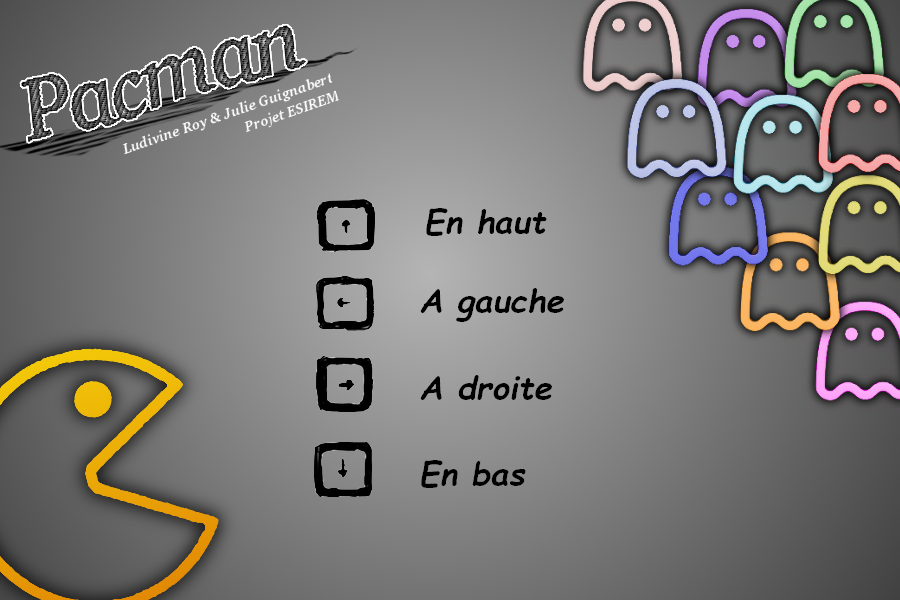 Pacman
Ludivine Roy & Julie Guignabert
Projet ESIREM
↑ En haut
← A gauche
→ A droite
↓ En bas